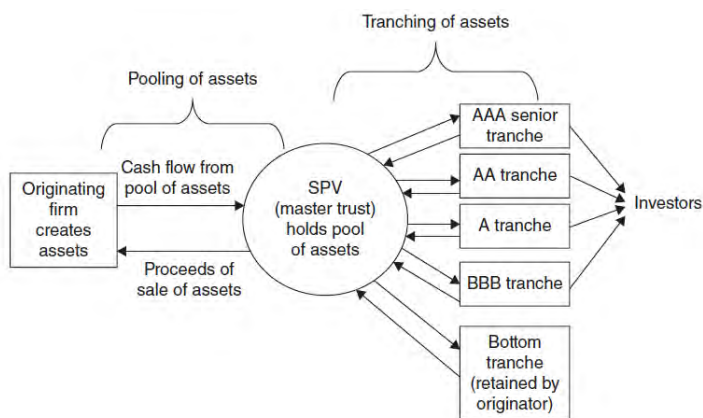 Tranching of assets
Pooling of assets
Cash flow from
pool of assets
Originating
firm
creates
assets
Proceeds of
sale of assets
SPV
(master trust)
holds pool
of assets
AAA senior
tranche
AA tranche
A tranche
BBB tranche
Bottom
tranche
(retained by
originator)
Investors